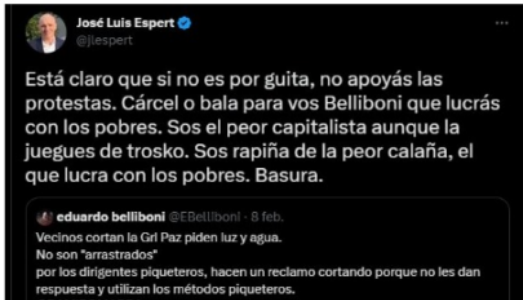 José Luis Espert
@jlespert
Está claro que si no es por guita, no apoyás las
protestas. Cárcel o bala para vos Belliboni que lucrás
con los pobres. Sos el peor capitalista aunque la
juegues de trosko. Sos rapiña de la peor calaña, el
que lucra con los pobres. Basura.
eduardo belliboni @EBelliboni · 8 feb.
Vecinos cortan la Grl Paz piden luz y agua.
No son "arrastrados"
por los dirigentes piqueteros, hacen un reclamo cortando porque no les dan
respuesta y utilizan los métodos piqueteros.